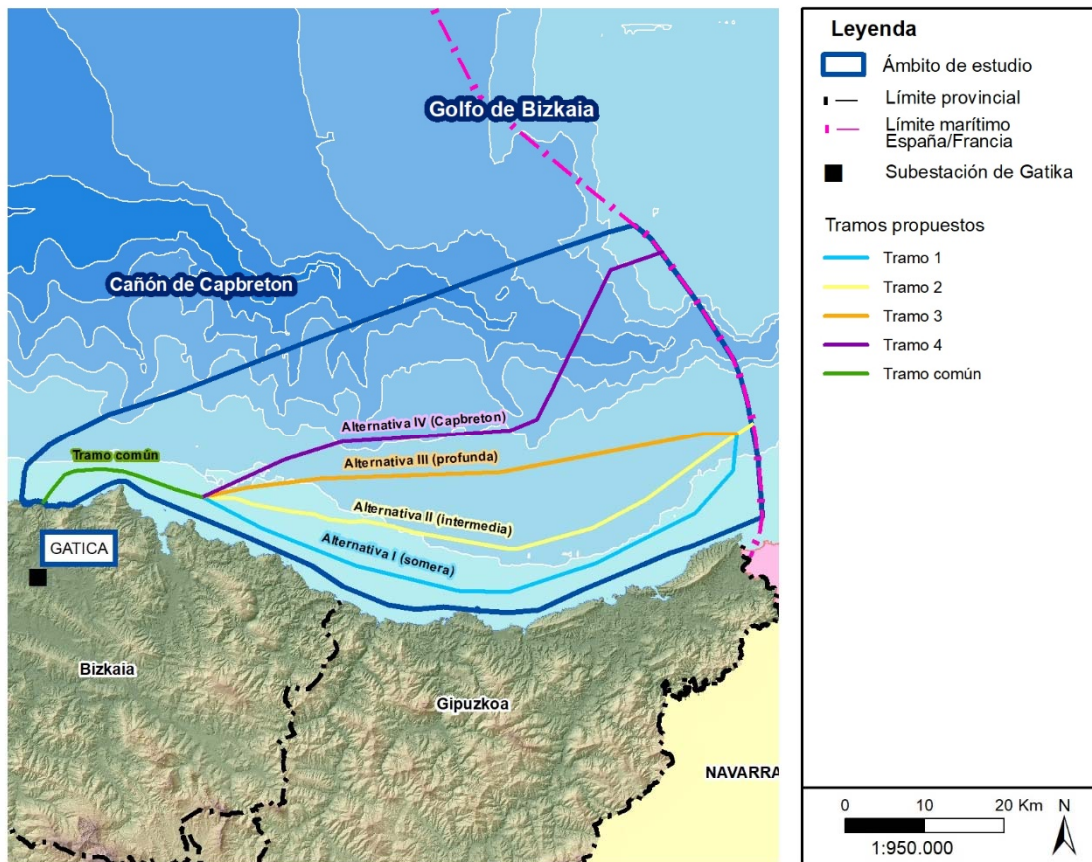 Golfo de Bizkaia
Cañón de Capbreton
Alternativa IV (Capbreton)
Tramo común
Alternativa III (profunda)
Alternativa II (intermedia)
Alternativa I (somera)
GATICA
Bizkaia
Gipuzkoa
NAVARRA
Leyenda
Ámbito de estudio
Límite provincial
Límite marítimo
España/Francia
Subestación de Gatika
Tramos propuestos
Tramo 1
Tramo 2
Tramo 3
Tramo 4
Tramo común
0 10 20 Km
N
1:950.000